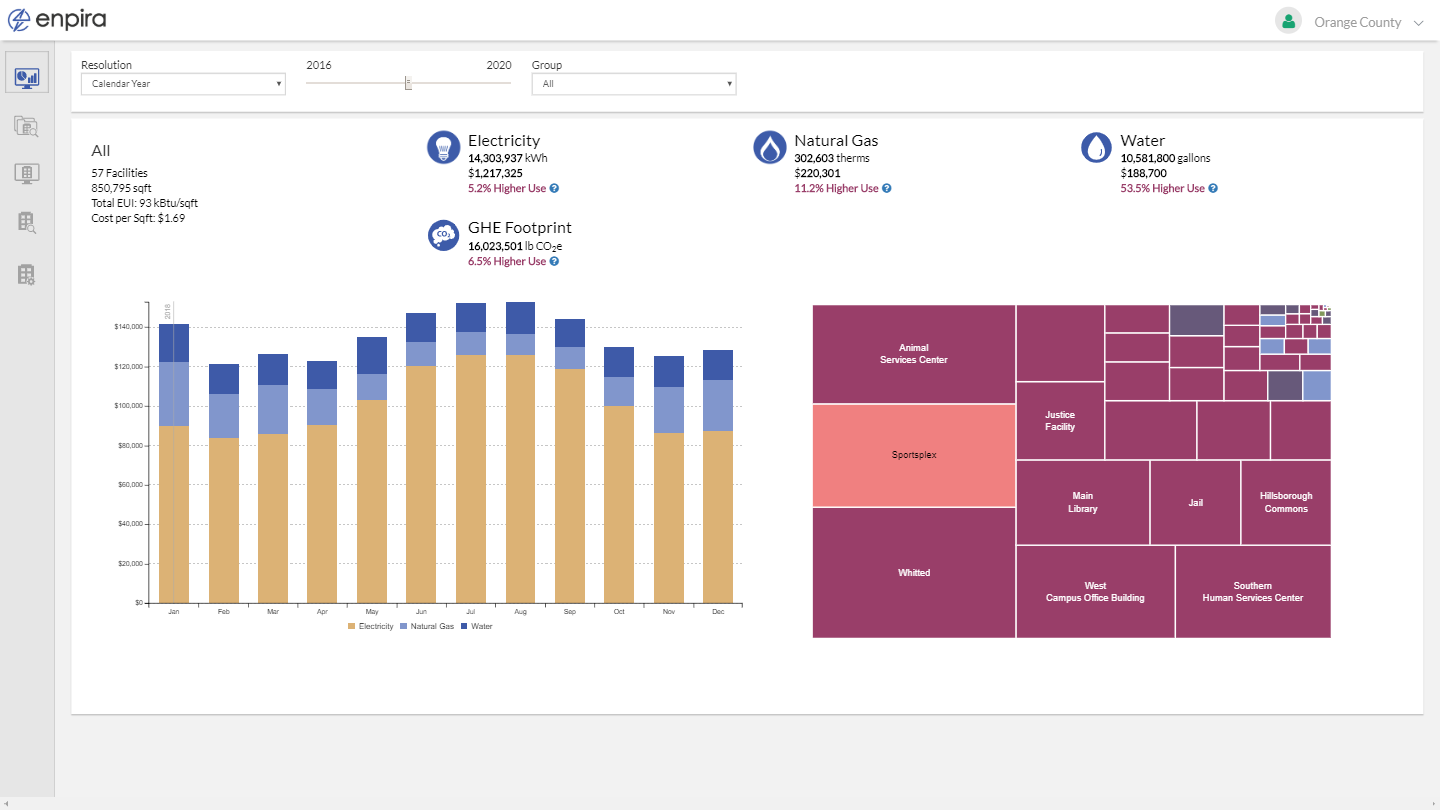 enpira
Orange County
Resolution
2016
2020
Group
Calendar Year
All
All
57 Facilities
850,795 sqft
Total EUI: 93 kBtu/sqft
Cost per Sqft: $1.69
Electricity
14,303,937 kWh
$1,217,325
5.2% Higher Use ?
Natural Gas
302,603 therms
$220,301
11.2% Higher Use ?
Water
10,581,800 gallons
$188,700
53.5% Higher Use ?
CO2
GHE Footprint
16,023,501 lb CO2e
6.5% Higher Use ?
2018
$140,000
$120,000
$100,000
$80,000
$60,000
$40,000
$20,000
$0
Jan
Feb
Mar
Apr
May
Jun
Jul
Aug
Sep
Oct
Nov
Dec
Electricity
Natural Gas
Water
Animal
Services Center
Sportsplex
Whitted
Justice
Facility
Main
Library
Jail
Hillsborough
Commons
West
Campus Office Building
Southern
Human Services Center